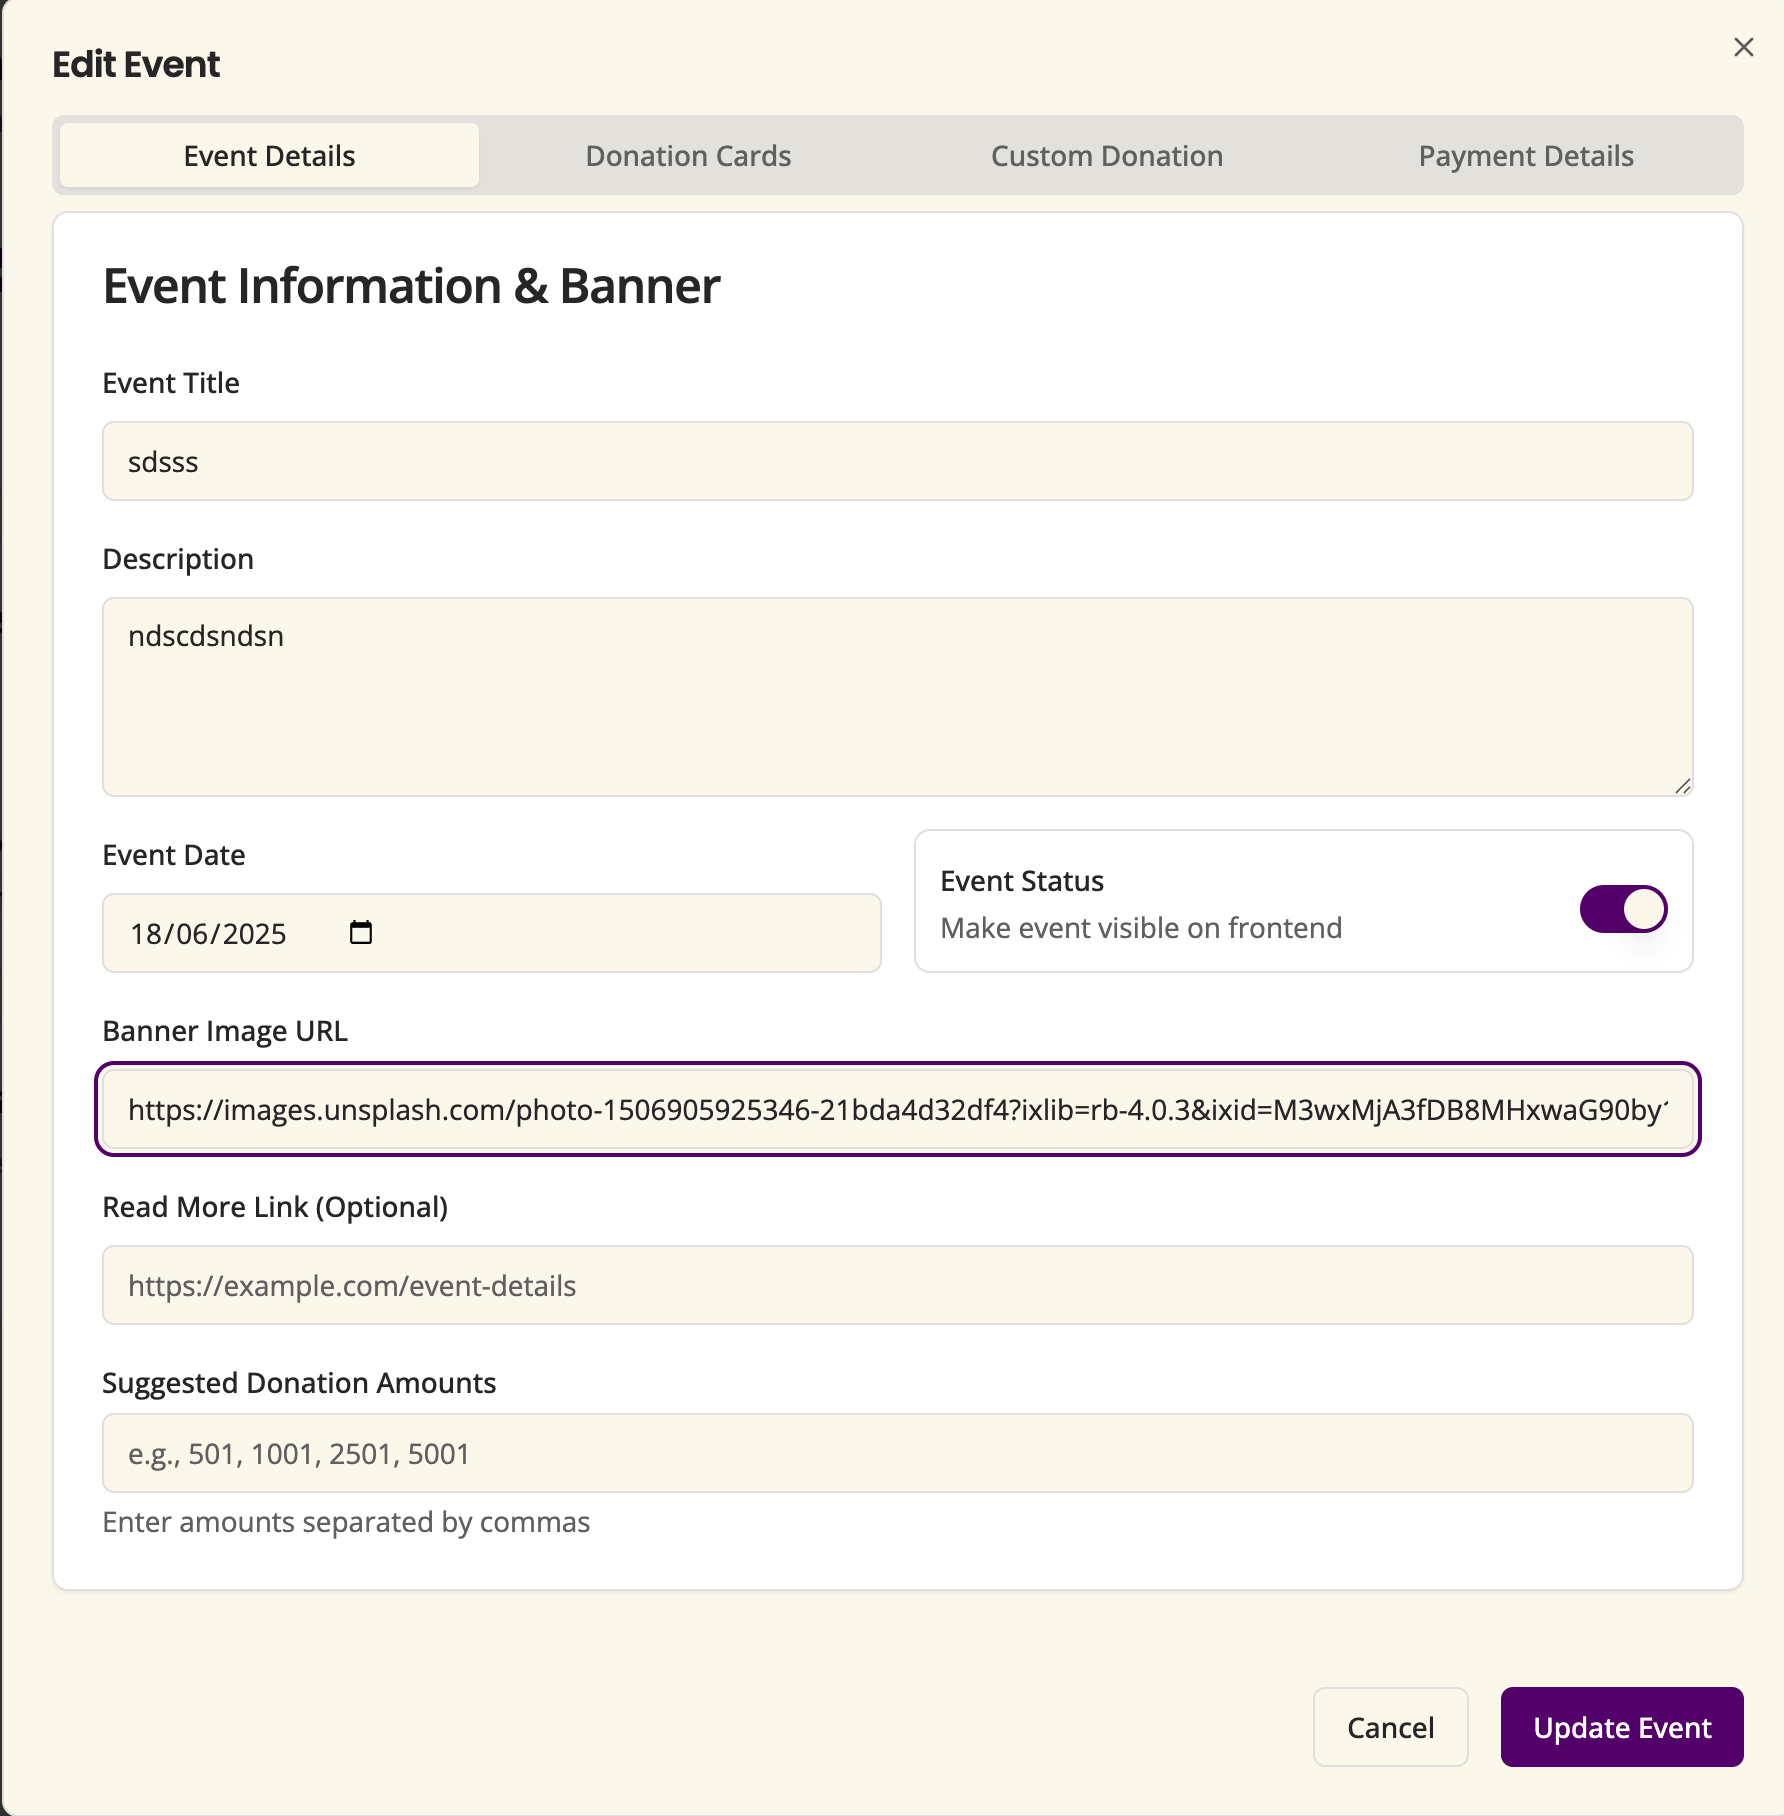 Edit Event
Event Details Donation Cards Custom Donation Payment Details
Event Information & Banner
Event Title
sdsss
Description
ndscdsndsn
Event Date
18/06/2025
Event Status
Make event visible on frontend
Banner Image URL
https://images.unsplash.com/photo-1506905925346-21bda4d32df4?ixlib=rb-4.0.3&ixid=M3wxMjA3fDB8MHxwaG90by
Read More Link (Optional)
https://example.com/event-details
Suggested Donation Amounts
e.g., 501, 1001, 2501, 5001
Enter amounts separated by commas
Cancel Update Event